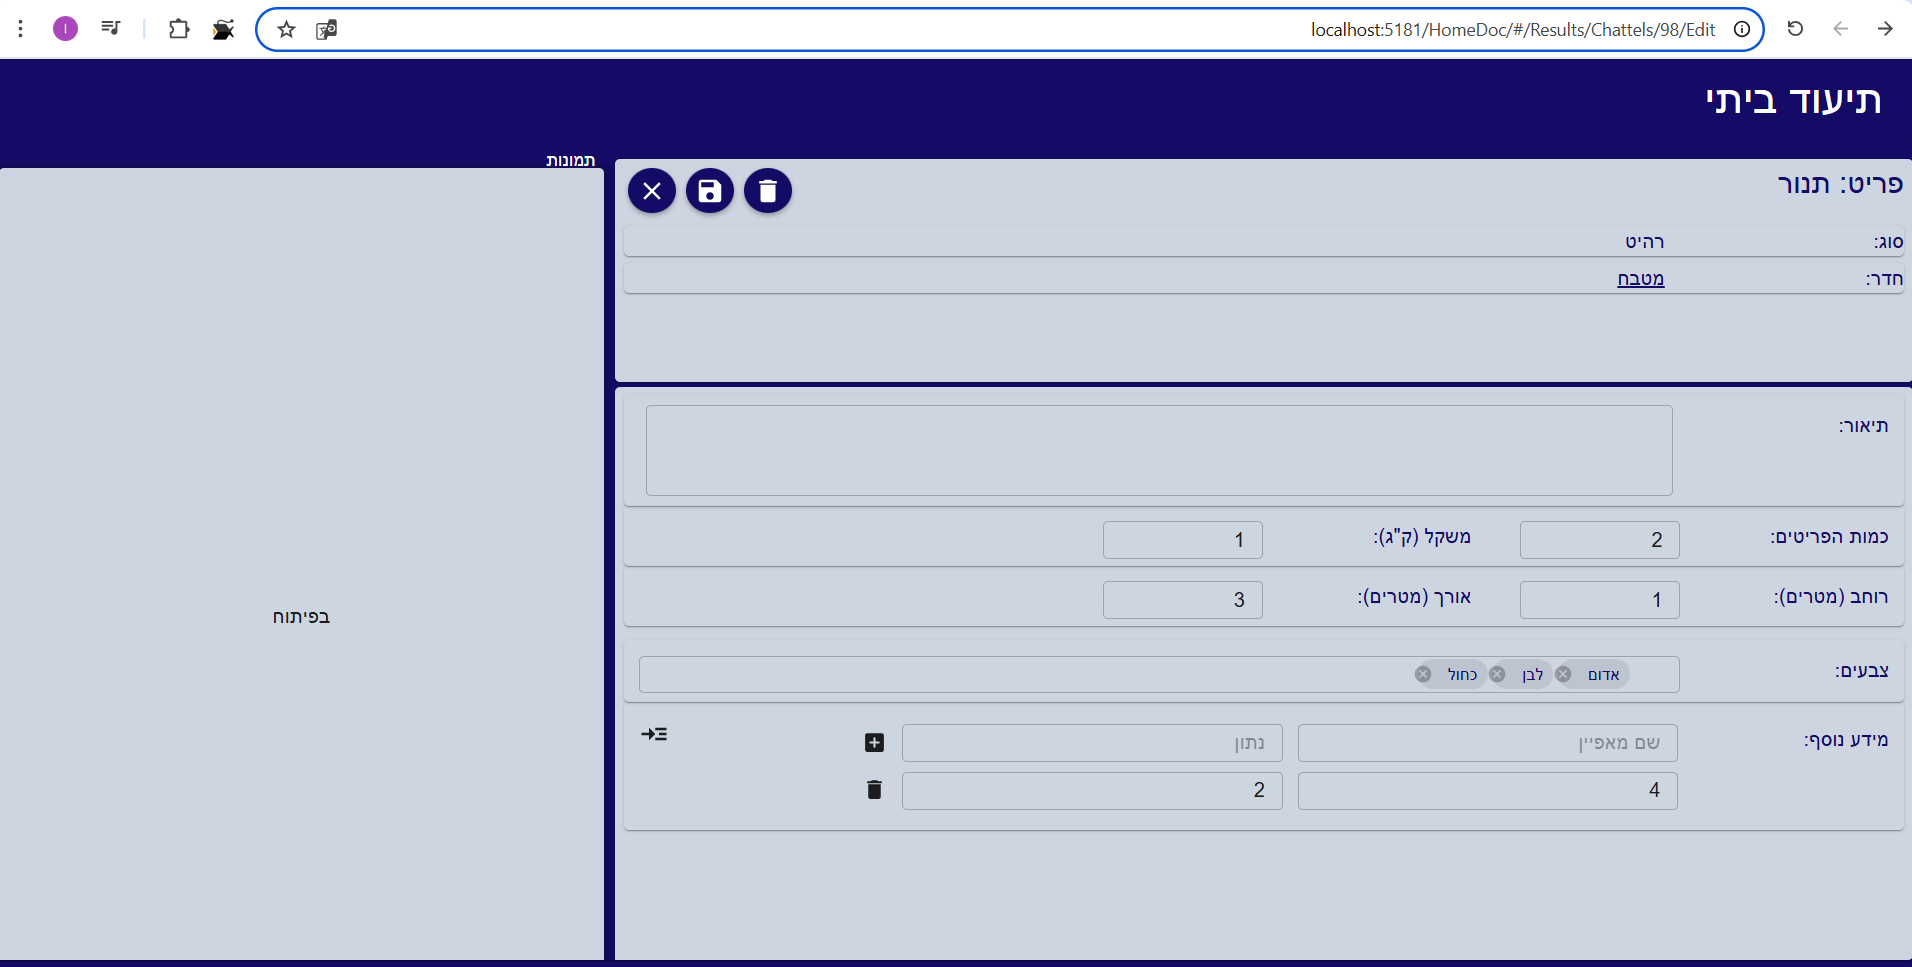 I
localhost:5181/HomeDoc/#/Results/Chattels/98/Edit
תיעוד ביתי
פריט: תנור
סוג: רהיט
חדר: מטבח
תיאור:
כמות הפריטים: 2 משקל (ק"ג): 1
רוחב (מטרים): 1 אורך (מטרים): 3
צבעים: אדום לבן כחול
מידע נוסף: שם מאפיין נתון
4 2
תמונות
בפיתוח